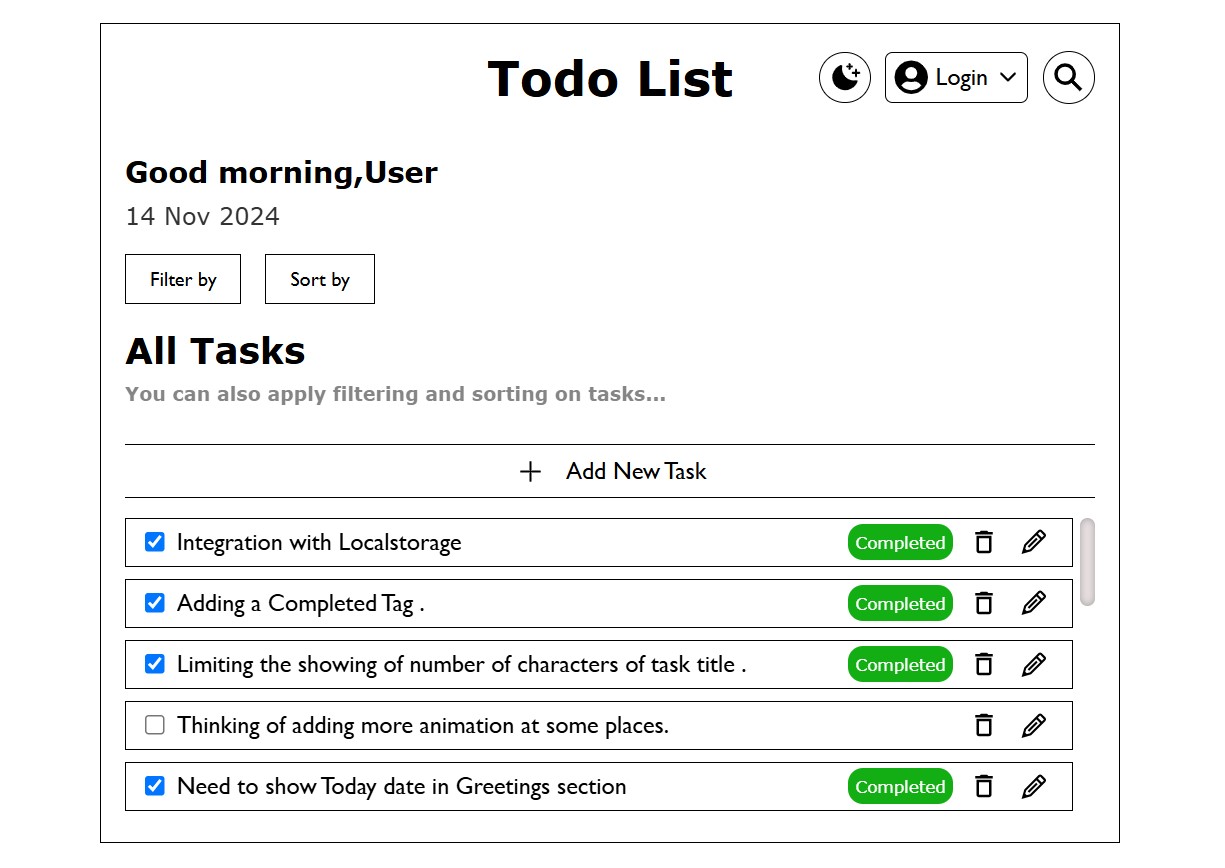 Todo List
Login
Good morning,User
14 Nov 2024
Filter by
Sort by
All Tasks
You can also apply filtering and sorting on tasks...
Add New Task
Integration with Localstorage Completed
Adding a Completed Tag . Completed
Limiting the showing of number of characters of task title . Completed
Thinking of adding more animation at some places.
Need to show Today date in Greetings section Completed